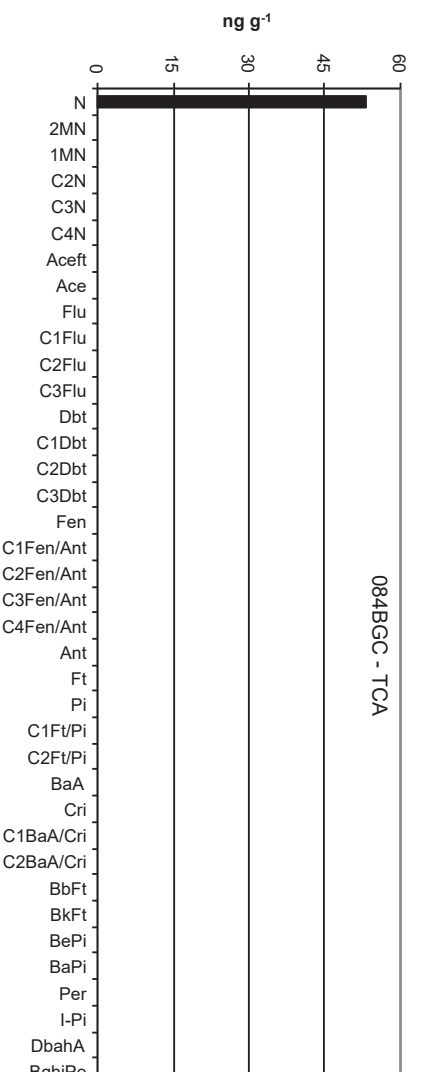 ng g-1
0 15 30 45 60
N
2MN
1MN
C2N
C3N
C4N
Aceft
Ace
Flu
C1Flu
C2Flu
C3Flu
Dbt
C1Dbt
C2Dbt
C3Dbt
Fen
C1Fen/Ant
C2Fen/Ant
C3Fen/Ant
C4Fen/Ant
Ant
Ft
Pi
C1Ft/Pi
C2Ft/Pi
BaA
Cri
C1BaA/Cri
C2BaA/Cri
BbFt
BkFt
BePi
BaPi
Per
I-Pi
DbahA
084BGC - TCA